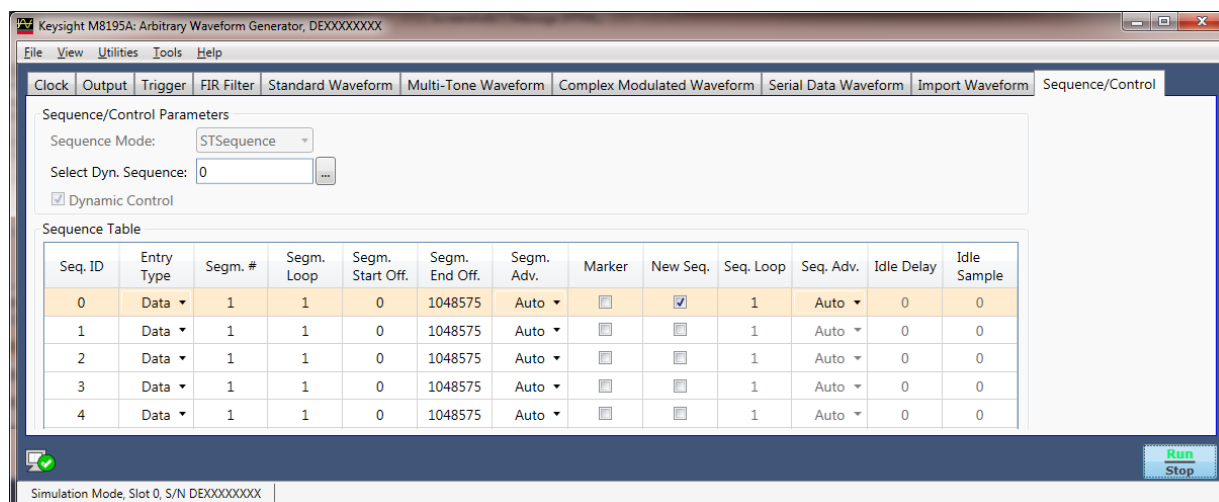 Keysight M8195A: Arbitrary Waveform Generator, DEXXXXXXXX
File View Utilities Tools Help
Clock Output Trigger FIR Filter Standard Waveform Multi-Tone Waveform Complex Modulated Waveform Serial Data Waveform Import Waveform Sequence/Control
Sequence/Control Parameters
Sequence Mode: STSequence
Select Dyn. Sequence: 0 ...
Dynamic Control
Sequence Table
Seq. ID Entry Type Segm. # Segm. Loop Segm. Start Off. Segm. End Off. Segm. Adv. Marker New Seq. Seq. Loop Seq. Adv. Idle Delay Idle Sample
0 Data 1 1 0 1048575 Auto 1 Auto 0 0
1 Data 1 1 0 1048575 Auto 1 Auto 0 0
2 Data 1 1 0 1048575 Auto 1 Auto 0 0
3 Data 1 1 0 1048575 Auto 1 Auto 0 0
4 Data 1 1 0 1048575 Auto 1 Auto 0 0
Run
Stop
Simulation Mode, Slot 0, S/N DEXXXXXXXX